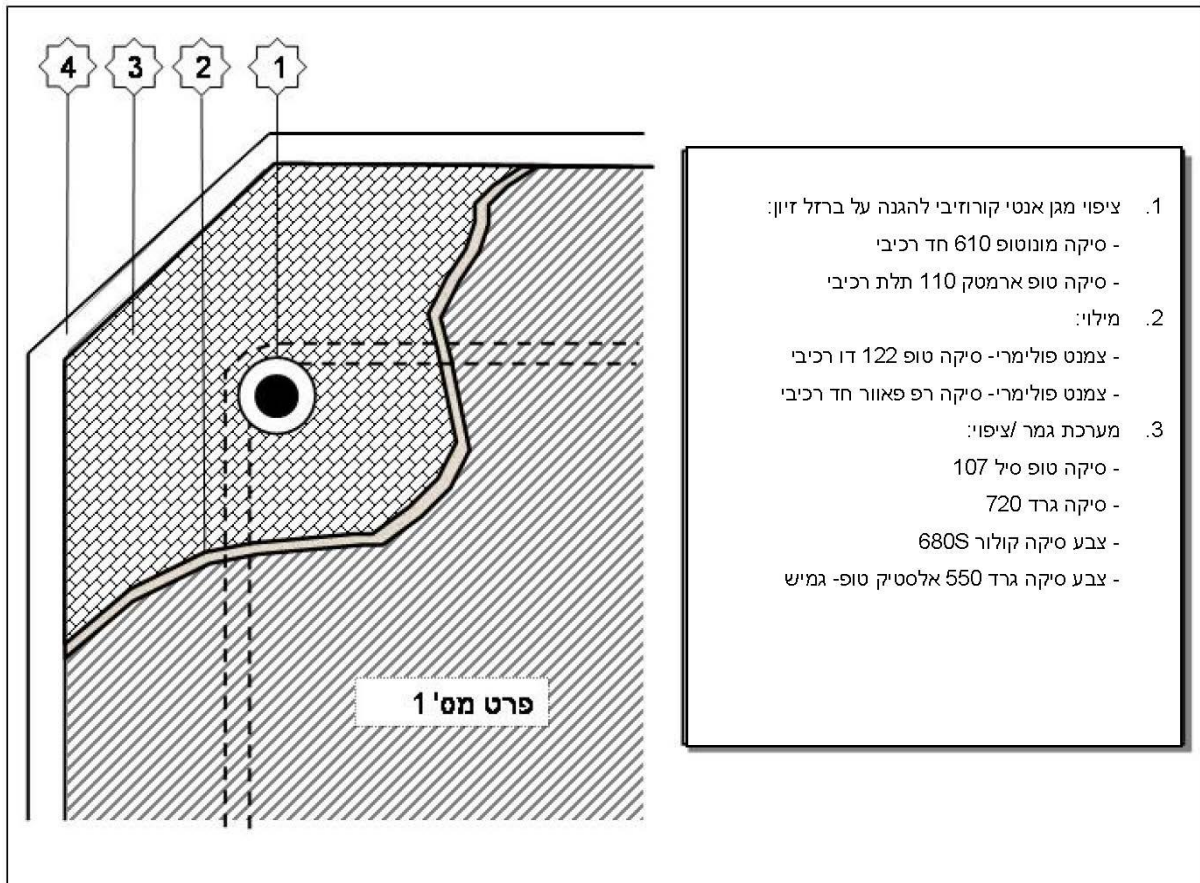 4 3 2 1
1. ציפוי מגן אנטי קורוזיבי להגנה על ברזל זיון:
- סיקה מונוטופ 610 חד רכיבי
- סיקה טופ ארמטק 110 תלת רכיבי
2. מילוי:
- צמנט פולימרי- סיקה טופ 122 דו רכיבי
- צמנט פולימרי- סיקה רפ פאוור חד רכיבי
3. מערכת גמר /ציפוי:
- סיקה טופ סיל 107
- סיקה גרד 720
- צבע סיקה קולור 680S
- צבע סיקה גרד 550 אלסטיק טופ- גמיש
פרט מס' 1